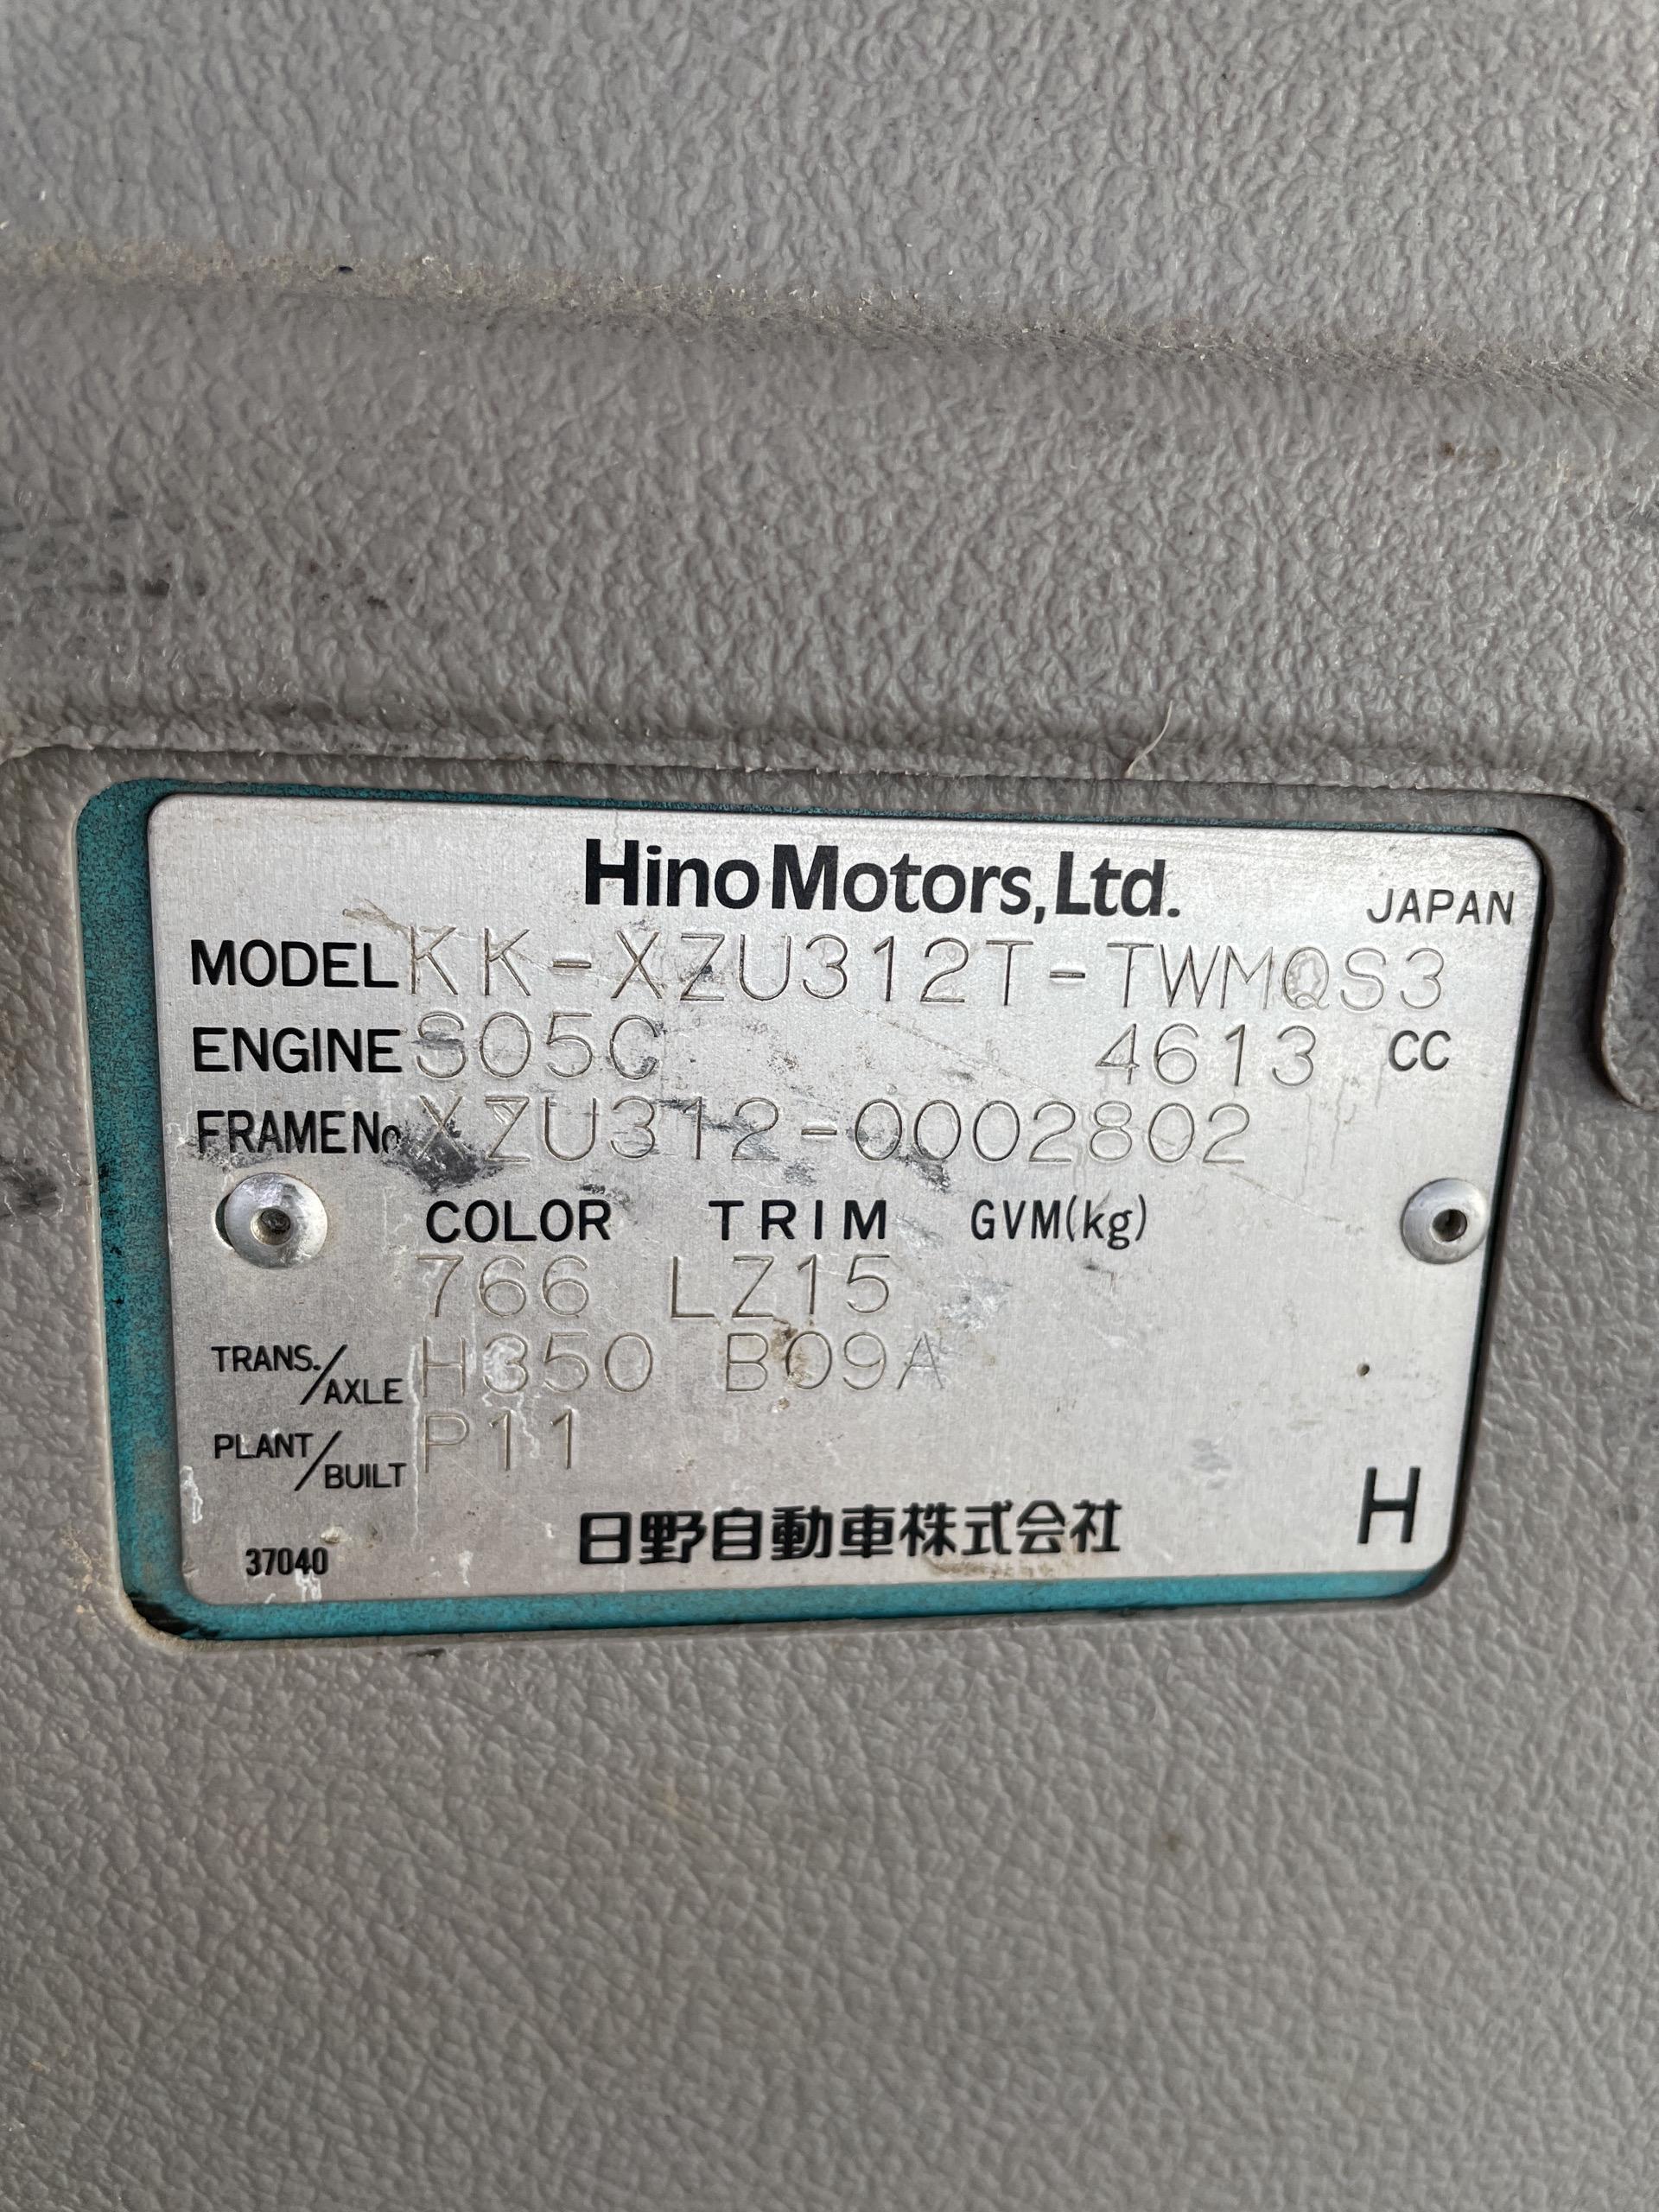 Hino Motors, Ltd.
JAPAN
MODEL KK-XZU312T-TWMQS3
ENGINE S05C 4613 CC
FRAME No. XZU312-0002802
COLOR TRIM GVM(kg)
766 LZ15
TRANS./AXLE H350 B09A
PLANT/BUILT P11
37040 日野自動車株式会社 H